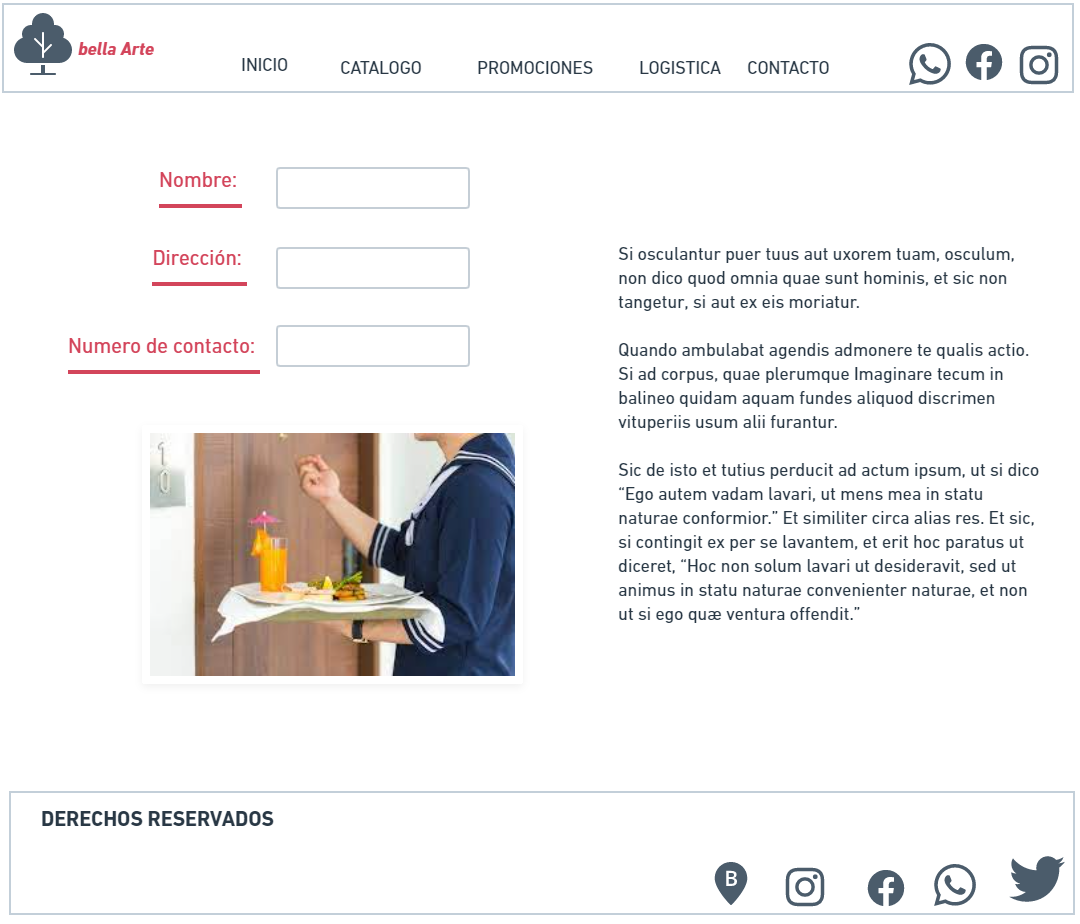 bella Arte
INICIO
CATALOGO
PROMOCIONES
LOGISTICA
CONTACTO
Nombre:
Dirección:
Numero de contacto:
10
Si osculantur puer tuus aut uxorem tuam, osculum,
non dico quod omnia quae sunt hominis, et sic non
tangetur, si aut ex eis moriatur.
Quando ambulabat agendis admonere te qualis actio.
Si ad corpus, quae plerumque Imaginare tecum in
balineo quidam aquam fundes aliquod discrimen
vituperiis usum alii furantur.
Sic de isto et tutius perducit ad actum ipsum, ut si dico
“Ego autem vadam lavari, ut mens mea in statu
naturae conformior.” Et similiter circa alias res. Et sic,
si contingit ex per se lavantem, et erit hoc paratus ut
diceret, “Hoc non solum lavari ut desideravit, sed ut
animus in statu naturae convenienter naturae, et non
ut si ego quæ ventura offendit.”
DERECHOS RESERVADOS
B